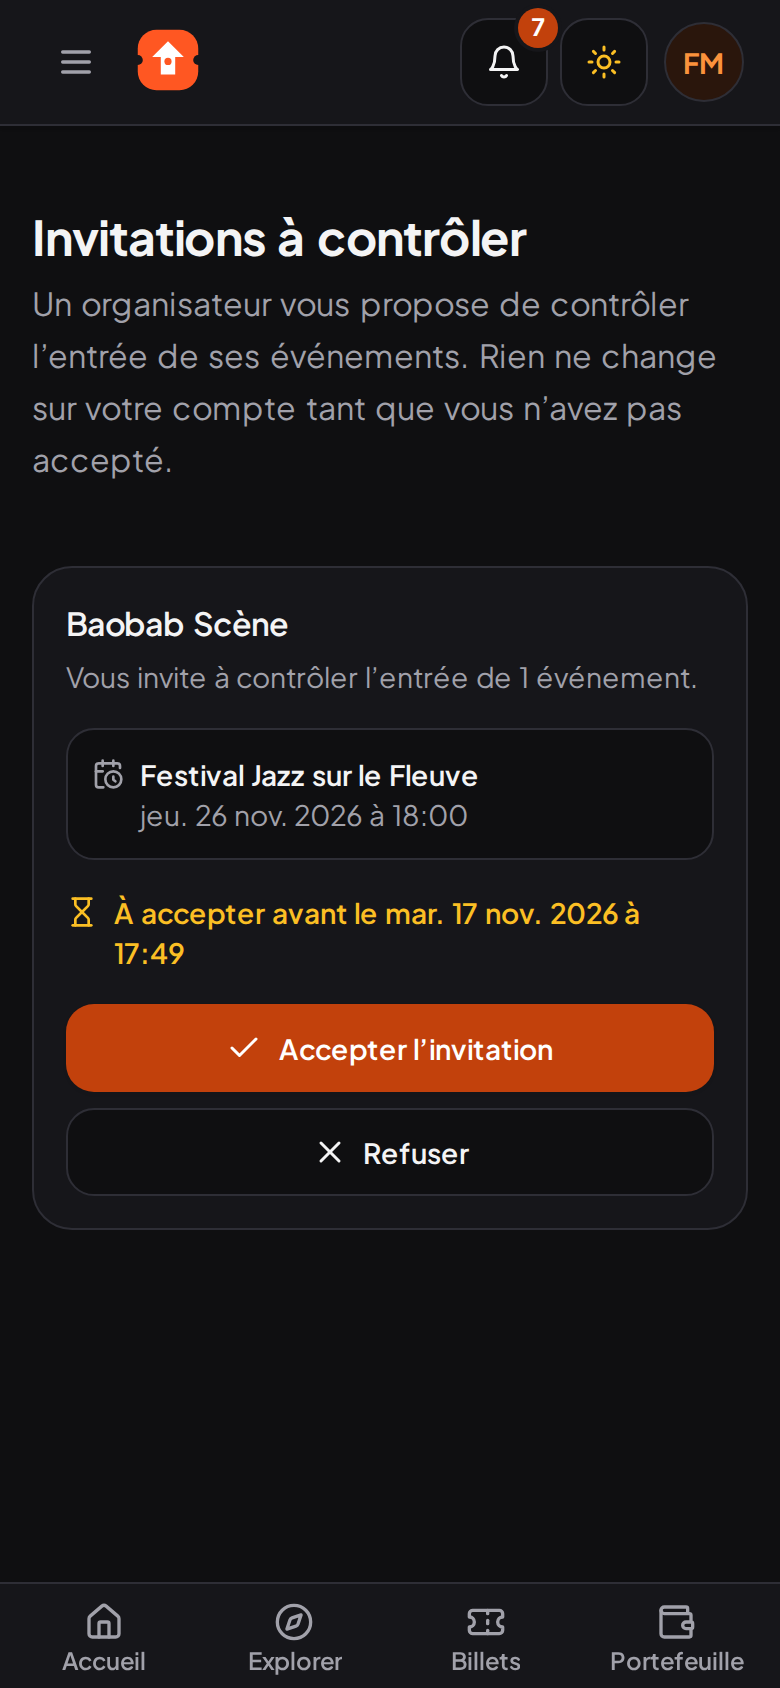 7
FM
Invitations à contrôler
Un organisateur vous propose de contrôler
l’entrée de ses événements. Rien ne change
sur votre compte tant que vous n’avez pas
accepté.
Baobab Scène
Vous invite à contrôler l’entrée de 1 événement.
Festival Jazz sur le Fleuve
jeu. 26 nov. 2026 à 18:00
À accepter avant le mar. 17 nov. 2026 à
17:49
Accepter l’invitation
Refuser
Accueil
Explorer
Billets
Portefeuille